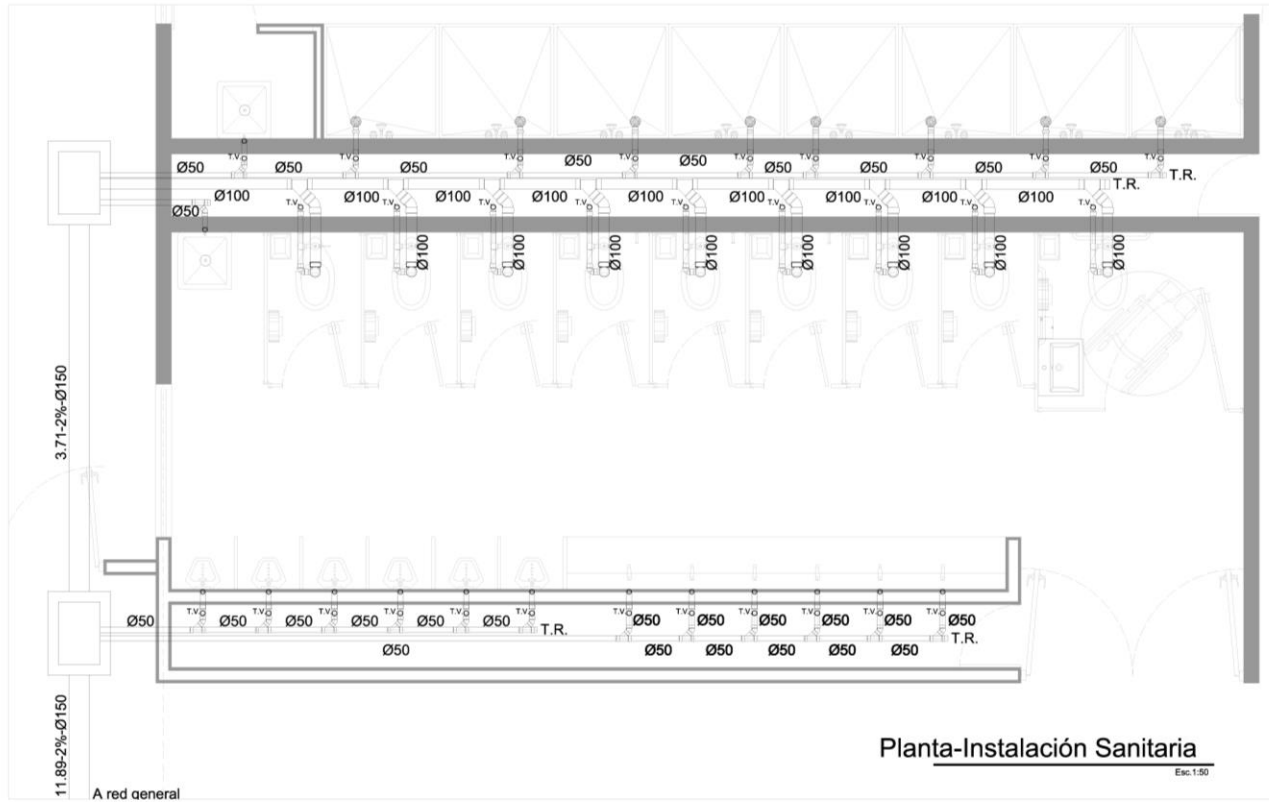 T.V. T.V. T.V. T.V. T.V. T.V. T.V. T.V. T.V.
Ø50 Ø50 Ø50 Ø50 Ø50 Ø50 Ø50 Ø50 Ø50 T.R.
T.R.
Ø100 Ø100 Ø100 Ø100 Ø100 Ø100 Ø100 Ø100 Ø100
T.V. T.V. T.V. T.V. T.V. T.V. T.V. T.V. T.V.
Ø50
Ø100 Ø100 Ø100 Ø100 Ø100 Ø100 Ø100 Ø100
3.71-2%-Ø150
T.V. T.V. T.V. T.V. T.V. T.V. T.V. T.V. T.V. T.V. T.V. T.V.
Ø50 Ø50 Ø50 Ø50 Ø50 Ø50 Ø50 Ø50 Ø50 Ø50 Ø50 Ø50
T.R.
T.R.
Ø50 Ø50 Ø50 Ø50 Ø50 Ø50
11.89-2%-Ø150
A red general
Planta-Instalación Sanitaria
Esc.1:50